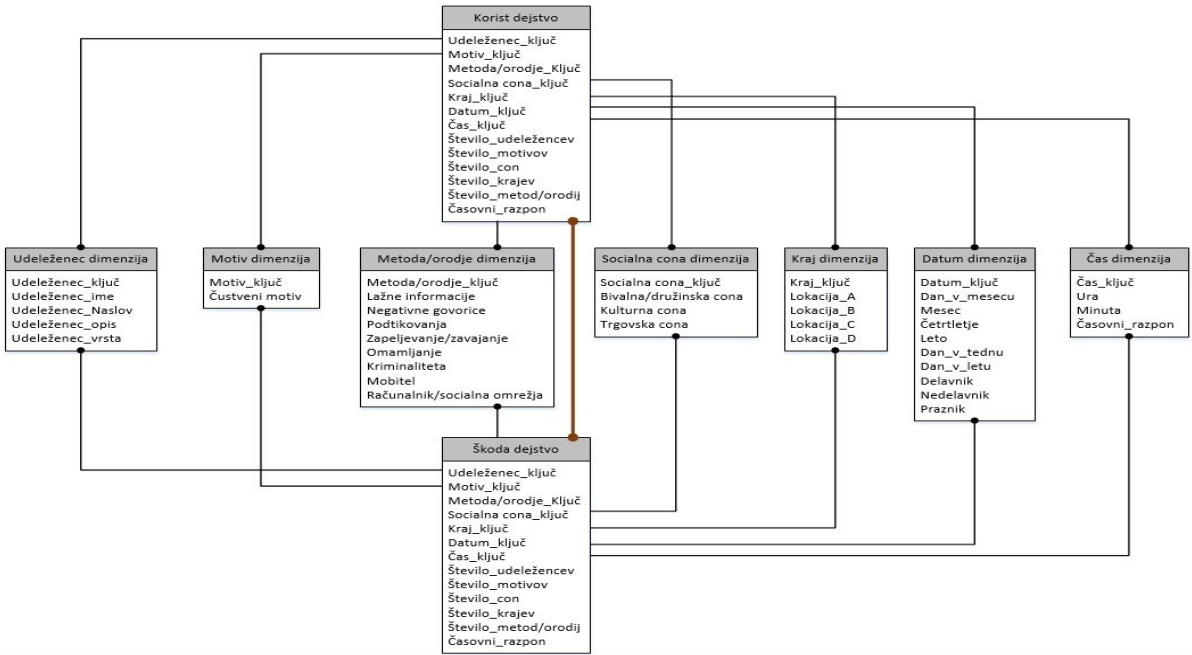 Korist dejstvo
Udeleženec_ključ
Motiv_ključ
Metoda/orodje_Ključ
Socialna cona_ključ
Kraj_ključ
Datum_ključ
Čas_ključ
Število_udeležencev
Število_motivov
Število_con
Število_krajev
Število_metod/orodij
Časovni_razpon
Udeleženec dimenzija
Udeleženec_ključ
Udeleženec_ime
Udeleženec_Naslov
Udeleženec_opis
Udeleženec_vrsta
Motiv dimenzija
Motiv_ključ
Čustveni motiv
Metoda/orodje dimenzija
Metoda/orodje_ključ
Lažne informacije
Negativne govorice
Podtikovanja
Zapeljevanje/zavajanje
Omamljanje
Kriminaliteta
Mobitel
Računalnik/socialna omrežja
Socialna cona dimenzija
Socialna cona_ključ
Bivalna/družinska cona
Kulturna cona
Trgovska cona
Kraj dimenzija
Kraj_ključ
Lokacija_A
Lokacija_B
Lokacija_C
Lokacija_D
Datum dimenzija
Datum_ključ
Dan_v_mesecu
Mesec
Četrtletje
Leto
Dan_v_tednu
Dan_v_letu
Delavnik
Nedelavnik
Praznik
Čas dimenzija
Čas_ključ
Ura
Minuta
Časovni_razpon
Škoda dejstvo
Udeleženec_ključ
Motiv_ključ
Metoda/orodje_Ključ
Socialna cona_ključ
Kraj_ključ
Datum_ključ
Čas_ključ
Število_udeležencev
Število_motivov
Število_con
Število_krajev
Število_metod/orodij
Časovni_razpon